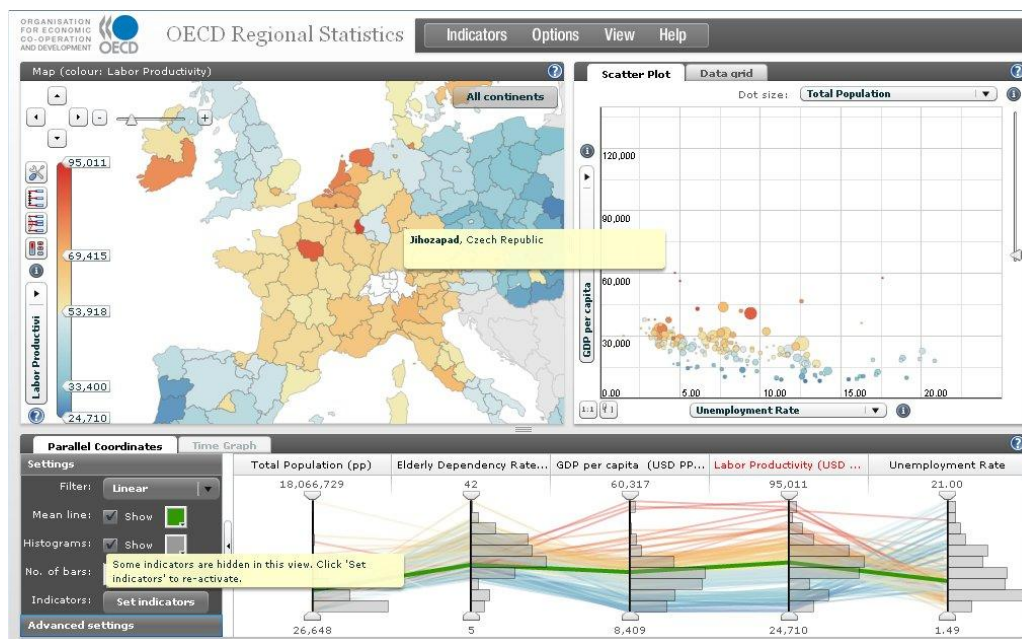 ORGANISATION
FOR ECONOMIC
CO-OPERATION
AND DEVELOPMENT
OECD
OECD Regional Statistics
Indicators Options View Help
Map (colour: Labor Productivity)
All continents
95,011
69,415
53,918
33,400
24,710
Labor Productivi
Jihozapad, Czech Republic
Scatter Plot
Data grid
Dot size: Total Population
120,000
90,000
60,000
30,000
0.00 5.00 10.00 15.00 20.00
GDP per capita
1:1
Unemployment Rate
Parallel Coordinates
Time Graph
Settings
Filter: Linear
Mean line: Show
Histograms: Show
No. of bars:
Some indicators are hidden in this view. Click 'Set
indicators' to re-activate.
Indicators: Set indicators
Advanced settings
Total Population (pp) Elderly Dependency Rate... GDP per capita (USD PP... Labor Productivity (USD ... Unemployment Rate
18,066,729 42 60,317 95,011 21.00
26,648 5 8,409 24,710 1.49